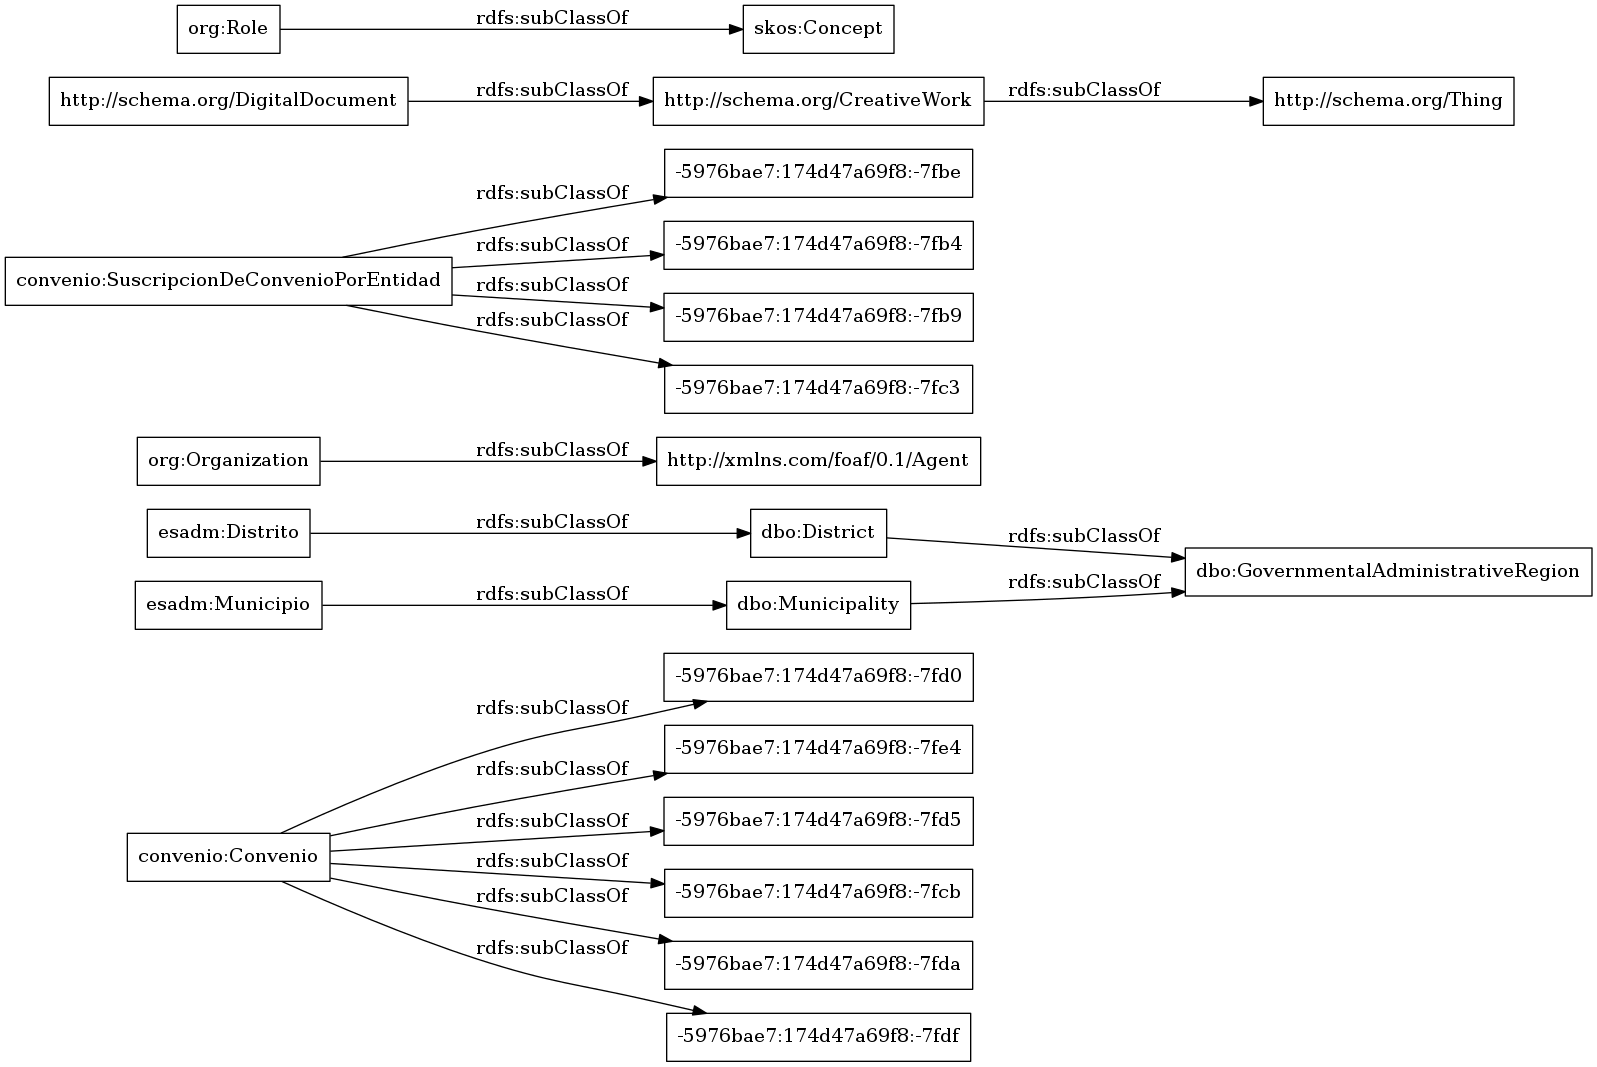 org:Role
rdfs:subClassOf
skos:Concept
http://schema.org/DigitalDocument
rdfs:subClassOf
http://schema.org/CreativeWork
rdfs:subClassOf
http://schema.org/Thing
convenio:SuscripcionDeConvenioPorEntidad
rdfs:subClassOf
-5976bae7:174d47a69f8:-7fbe
rdfs:subClassOf
-5976bae7:174d47a69f8:-7fb4
rdfs:subClassOf
-5976bae7:174d47a69f8:-7fb9
rdfs:subClassOf
-5976bae7:174d47a69f8:-7fc3
org:Organization
rdfs:subClassOf
http://xmlns.com/foaf/0.1/Agent
esadm:Distrito
rdfs:subClassOf
dbo:District
rdfs:subClassOf
dbo:GovernmentalAdministrativeRegion
esadm:Municipio
rdfs:subClassOf
dbo:Municipality
rdfs:subClassOf
convenio:Convenio
rdfs:subClassOf
-5976bae7:174d47a69f8:-7fd0
rdfs:subClassOf
-5976bae7:174d47a69f8:-7fe4
rdfs:subClassOf
-5976bae7:174d47a69f8:-7fd5
rdfs:subClassOf
-5976bae7:174d47a69f8:-7fcb
rdfs:subClassOf
-5976bae7:174d47a69f8:-7fda
rdfs:subClassOf
-5976bae7:174d47a69f8:-7fdf